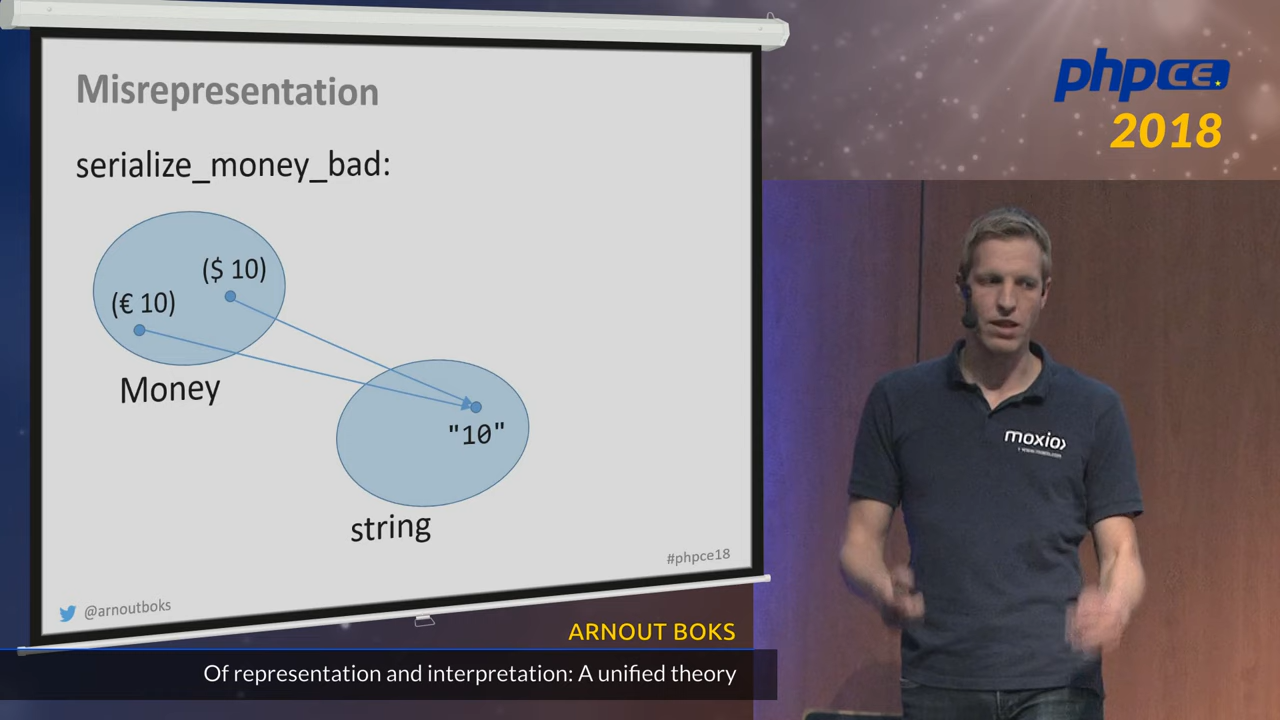 Misrepresentation
serialize_money_bad:
($ 10)
(€ 10)
Money
"10"
string
#phpce18
@arnoutboks
phpCE
2018
moxio
ARNOUT BOKS
Of representation and interpretation: A unified theory